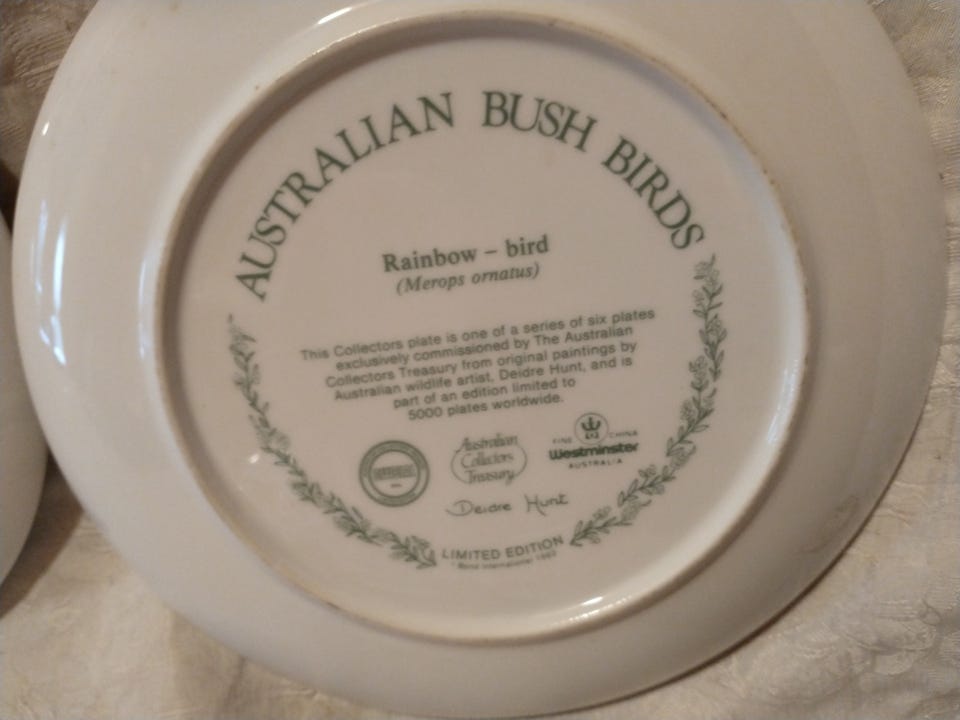 AUSTRALIAN BUSH BIRDS
Rainbow – bird
(Merops ornatus)
This Collectors plate is one of a series of six plates
exclusively commissioned by The Australian
Collectors Treasury from original paintings by
Australian wildlife artist, Deidre Hunt, and is
part of an edition limited to
5000 plates worldwide.
Australian
Collectors
Treasury
FINE CHINA
Westminster
AUSTRALIA
Deidre Hunt
LIMITED EDITION
International